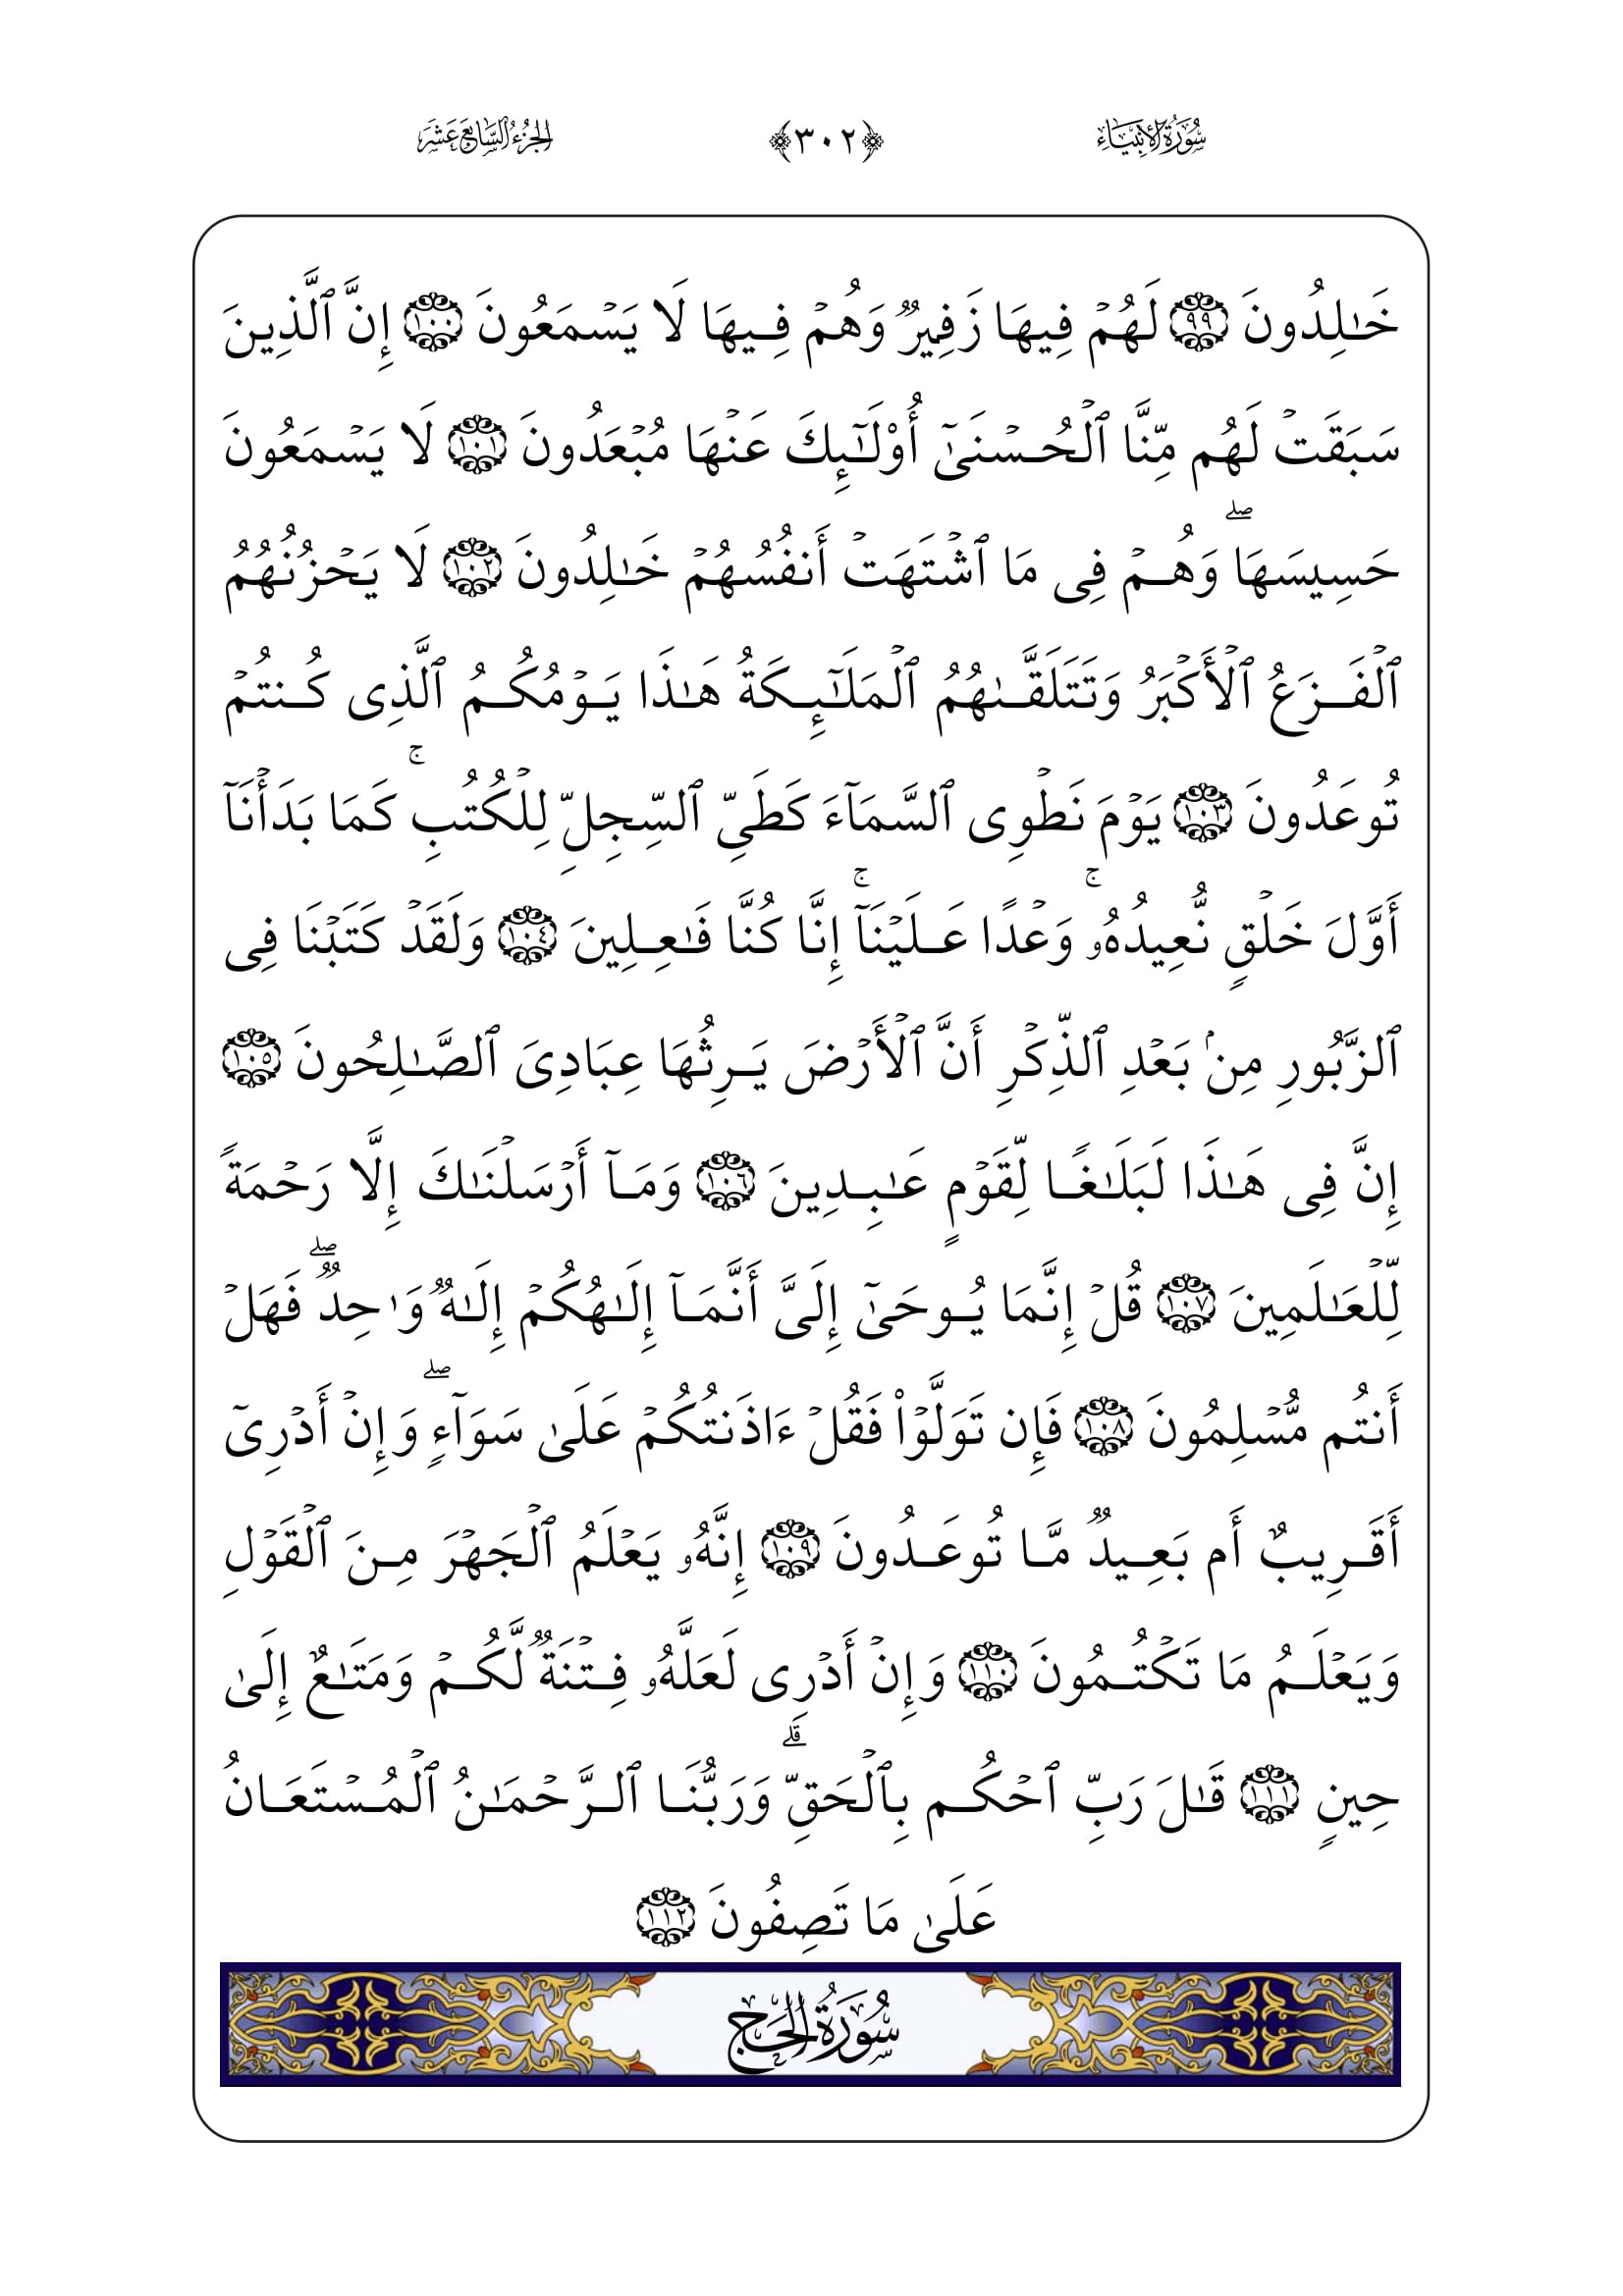 سُورَةُ الأَنبِيَاء ﴿٣٠٢﴾ الجُزْءُ السَّابِعَ عَشَرَ
خَـٰلِدُونَ ٩٩ لَهُمۡ فِيهَا زَفِيرٌ وَهُمۡ فِيهَا لَا يَسۡمَعُونَ ١٠٠ إِنَّ ٱلَّذِينَ
سَبَقَتۡ لَهُم مِّنَّا ٱلۡحُسۡنَىٰٓ أُوْلَـٰٓئِكَ عَنۡهَا مُبۡعَدُونَ ١٠١ لَا يَسۡمَعُونَ
حَسِيسَهَاۖ وَهُمۡ فِى مَا ٱشۡتَهَتۡ أَنفُسُهُمۡ خَـٰلِدُونَ ١٠٢ لَا يَحۡزُنُهُمُ
ٱلۡفَزَعُ ٱلۡأَكۡبَرُ وَتَتَلَقَّىٰهُمُ ٱلۡمَلَـٰٓئِكَةُ هَـٰذَا يَوۡمُكُمُ ٱلَّذِى كُنتُمۡ
تُوعَدُونَ ١٠٣ يَوۡمَ نَطۡوِى ٱلسَّمَآءَ كَطَىِّ ٱلسِّجِلِّ لِلۡكُتُبِۚ كَمَا بَدَأۡنَآ
أَوَّلَ خَلۡقٍ نُّعِيدُهُۥۚ وَعۡدًا عَلَيۡنَآۚ إِنَّا كُنَّا فَـٰعِلِينَ ١٠٤ وَلَقَدۡ كَتَبۡنَا فِى
ٱلزَّبُورِ مِنۢ بَعۡدِ ٱلذِّكۡرِ أَنَّ ٱلۡأَرۡضَ يَرِثُهَا عِبَادِىَ ٱلصَّـٰلِحُونَ ١٠٥
إِنَّ فِى هَـٰذَا لَبَلَـٰغًا لِّقَوۡمٍ عَـٰبِدِينَ ١٠٦ وَمَآ أَرۡسَلۡنَـٰكَ إِلَّا رَحۡمَةً
لِّلۡعَـٰلَمِينَ ١٠٧ قُلۡ إِنَّمَا يُوحَىٰٓ إِلَىَّ أَنَّمَآ إِلَـٰهُكُمۡ إِلَـٰهٌ وَٰحِدٌۖ فَهَلۡ
أَنتُم مُّسۡلِمُونَ ١٠٨ فَإِن تَوَلَّوۡاْ فَقُلۡ ءَاذَنتُكُمۡ عَلَىٰ سَوَآءٍۖ وَإِنۡ أَدۡرِىٓ
أَقَرِيبٌ أَم بَعِيدٌ مَّا تُوعَدُونَ ١٠٩ إِنَّهُۥ يَعۡلَمُ ٱلۡجَهۡرَ مِنَ ٱلۡقَوۡلِ
وَيَعۡلَمُ مَا تَكۡتُمُونَ ١١٠ وَإِنۡ أَدۡرِى لَعَلَّهُۥ فِتۡنَةٌ لَّكُمۡ وَمَتَـٰعٌ إِلَىٰ
حِينٍ ١١١ قَـٰلَ رَبِّ ٱحۡكُم بِٱلۡحَقِّۗ وَرَبُّنَا ٱلرَّحۡمَـٰنُ ٱلۡمُسۡتَعَانُ
عَلَىٰ مَا تَصِفُونَ ١١٢
سُورَةُ الحَج